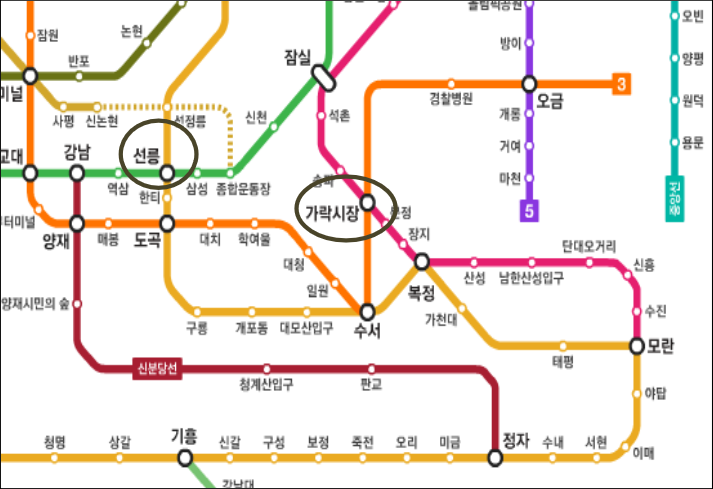 올림픽공원
오빈
잠원
논현
방이
반포
잠실
양평
미널
경찰병원
3
오금
원덕
사평
신논현
선정릉
신천
석촌
개롱
교대
강남
선릉
거여
용문
역삼
삼성
종합운동장
송파
마천
한티
가락시장
문정
5
중앙선
터미널
양재
매봉
도곡
대치
학여울
장지
단대오거리
대청
복정
산성
남한산성입구
신흥
일원
양재시민의 숲
구룡
개포동
대모산입구
수서
가천대
수진
모란
태평
신분당선
청계산입구
판교
야탑
청명
상갈
기흥
신갈
구성
보정
죽전
오리
미금
정자
수내
서현
이매
강남대